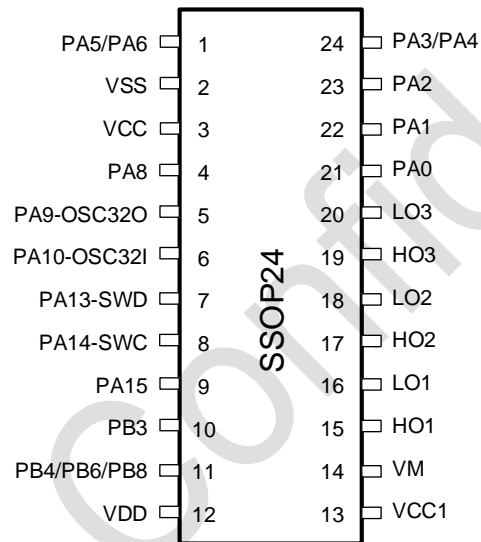 PA5/PA6 1 24 PA3/PA4
VSS 2 23 PA2
VCC 3 22 PA1
PA8 4 21 PA0
PA9-OSC32O 5 20 LO3
PA10-OSC32I 6 19 HO3
PA13-SWD 7 18 LO2
PA14-SWC 8 17 HO2
PA15 9 16 LO1
PB3 10 15 HO1
PB4/PB6/PB8 11 14 VM
VDD 12 13 VCC1
SSOP24
Confid